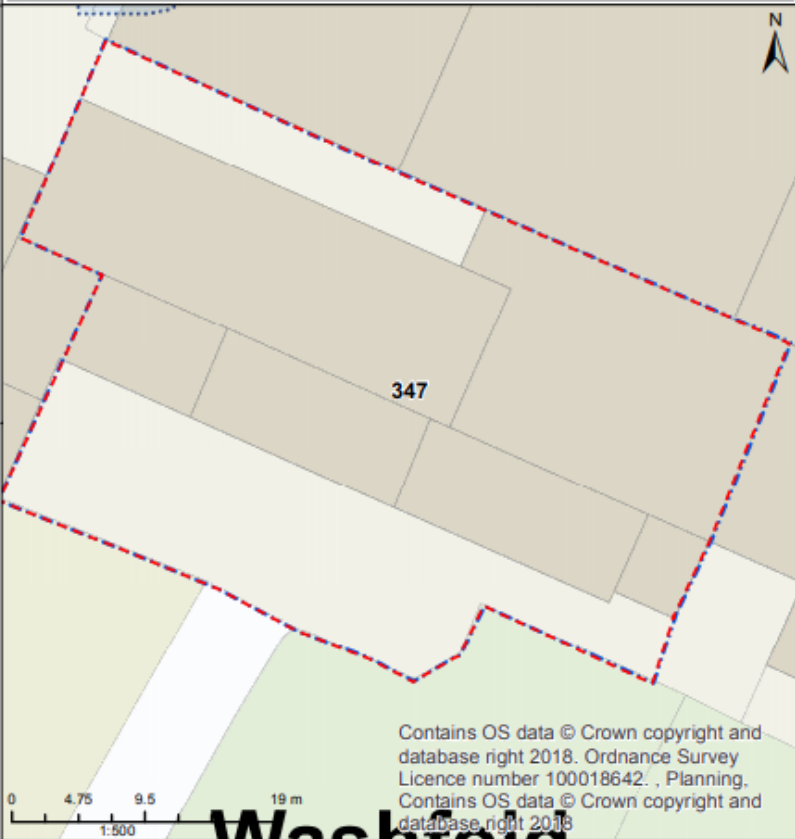 N
347
Contains OS data © Crown copyright and
database right 2018. Ordnance Survey
Licence number 100018642. , Planning,
Contains OS data © Crown copyright and
database right 2018
0 4.75 9.5 19 m
1:500